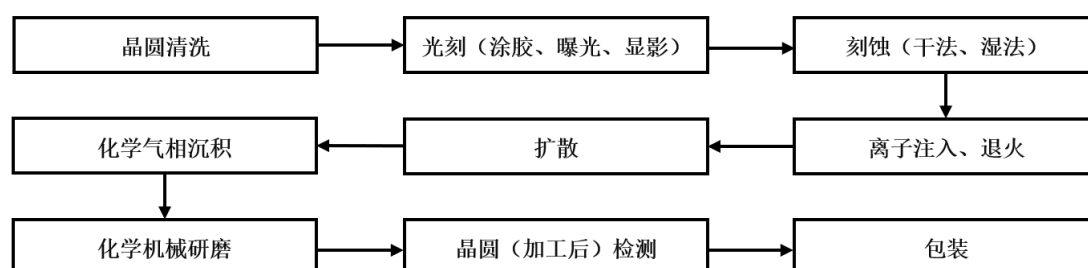 晶圆清洗
光刻（涂胶、曝光、显影）
刻蚀（干法、湿法）
离子注入、退火
扩散
化学气相沉积
化学机械研磨
晶圆（加工后）检测
包装